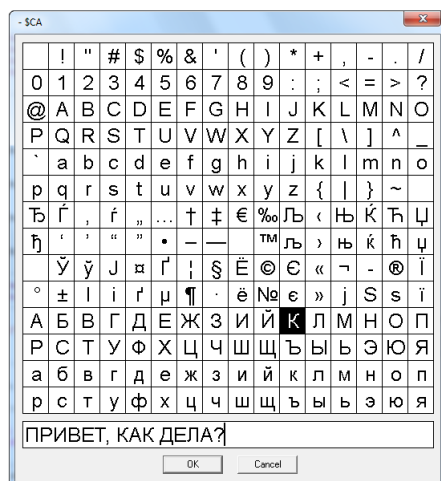 - $CA
! " # $ % & ' ( ) * + , - . /
0 1 2 3 4 5 6 7 8 9 : ; < = > ?
@ A B C D E F G H I J K L M N O
P Q R S T U V W X Y Z [ \ ] ^ _
` a b c d e f g h i j k l m n o
p q r s t u v w x y z { | } ~
Ђ Ѓ ‚ ѓ „ … † ‡ € ‰ Љ ‹ Њ Ќ Ћ Џ
ђ ‘ ’ “ ” • – — ™ љ › њ ќ ћ џ
Ў ў Ј ¤ Ґ ¦ § Ё © Є « ¬ - ® Ї
° ± І і ґ µ ¶ · ё № є » ј Ѕ ѕ ї
А Б В Г Д Е Ж З И Й К Л М Н О П
Р С Т У Ф Х Ц Ч Ш Щ Ъ Ы Ь Э Ю Я
а б в г д е ж з и й к л м н о п
р с т у ф х ц ч ш щ ъ ы ь э ю я
ПРИВЕТ, КАК ДЕЛА?
OK Cancel